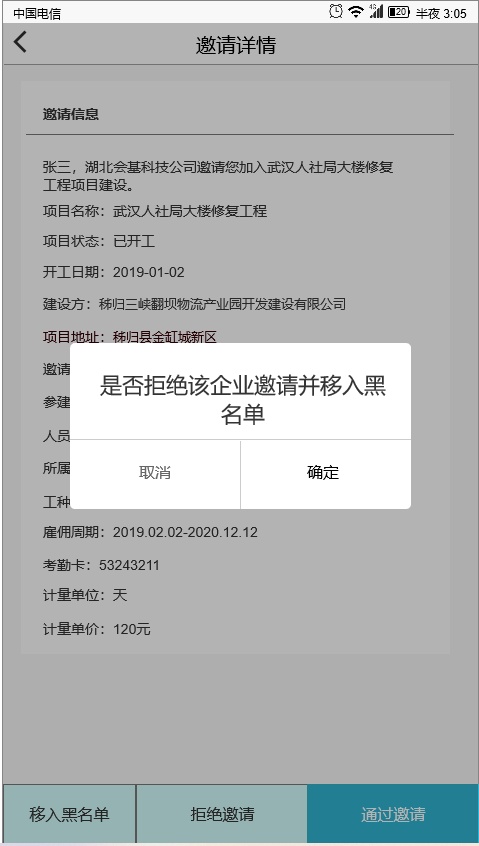 中国电信
4G 20 半夜 3:05
邀请详情
邀请信息
张三，湖北会基科技公司邀请您加入武汉人社局大楼修复
工程项目建设。
项目名称：武汉人社局大楼修复工程
项目状态：已开工
开工日期：2019-01-02
建设方：秭归三峡翻坝物流产业园开发建设有限公司
项目地址：秭归县金缸城新区
邀请
是否拒绝该企业邀请并移入黑
名单
参建
人员
所属
取消
确定
工种
雇佣周期：2019.02.02-2020.12.12
考勤卡：53243211
计量单位：天
计量单价：120元
移入黑名单
拒绝邀请
通过邀请